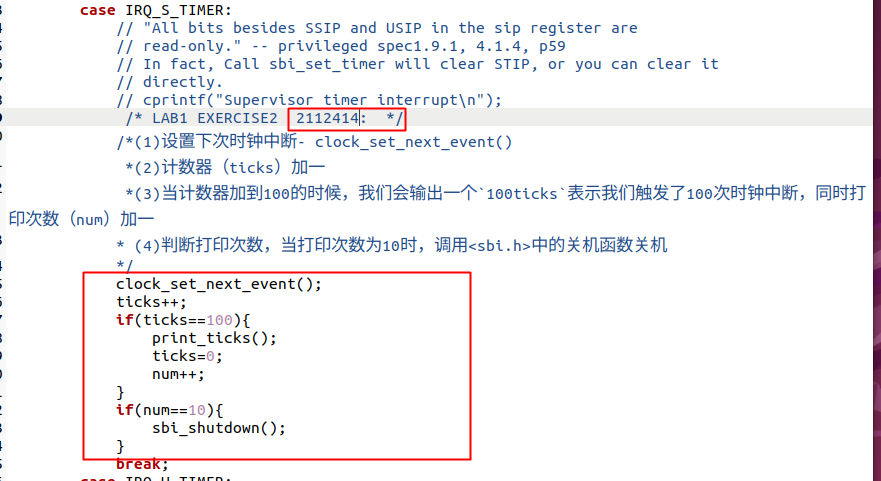 case IRQ_S_TIMER:
// "All bits besides SSIP and USIP in the sip register are
// read-only." -- privileged spec1.9.1, 4.1.4, p59
// In fact, Call sbi_set_timer will clear STIP, or you can clear it
// directly.
// cprintf("Supervisor timer interrupt\n");
/* LAB1 EXERCISE2   2112414:  */
/*(1)设置下次时钟中断- clock_set_next_event()
*(2)计数器（ticks）加一
*(3)当计数器加到100的时候，我们会输出一个`100ticks`表示我们触发了100次时钟中断，同时打
印次数（num）加一
* (4)判断打印次数，当打印次数为10时，调用<sbi.h>中的关机函数关机
*/
clock_set_next_event();
ticks++;
if(ticks==100){
print_ticks();
ticks=0;
num++;
}
if(num==10){
sbi_shutdown();
}
break;